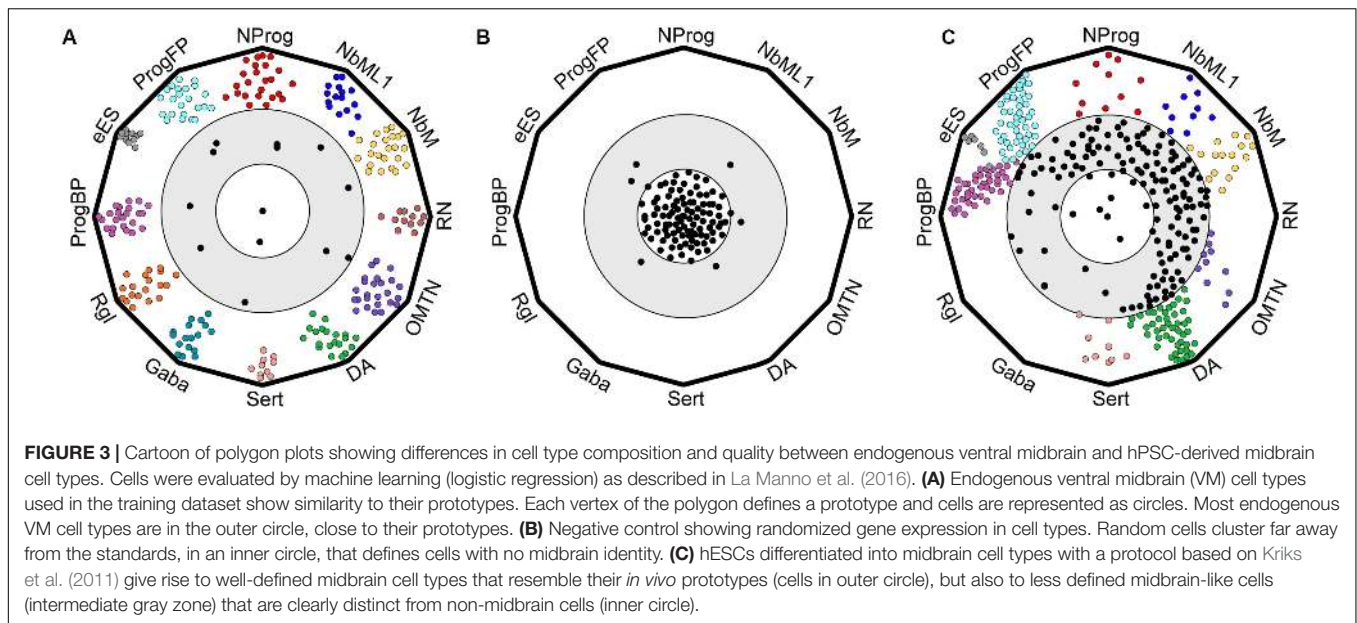 A
NProg
NbML1
NbM
RN
OMTN
DA
Sert
Gaba
Rgl
ProgBP
eES
ProgFP
B
NProg
NbML1
NbM
RN
OMTN
DA
Sert
Gaba
Rgl
ProgBP
eES
ProgFP
C
NProg
NbML1
NbM
RN
OMTN
DA
Sert
Gaba
Rgl
ProgBP
eES
ProgFP
FIGURE 3 | Cartoon of polygon plots showing differences in cell type composition and quality between endogenous ventral midbrain and hPSC-derived midbrain
cell types. Cells were evaluated by machine learning (logistic regression) as described in La Manno et al. (2016). (A) Endogenous ventral midbrain (VM) cell types
used in the training dataset show similarity to their prototypes. Each vertex of the polygon defines a prototype and cells are represented as circles. Most endogenous
VM cell types are in the outer circle, close to their prototypes. (B) Negative control showing randomized gene expression in cell types. Random cells cluster far away
from the standards, in an inner circle, that defines cells with no midbrain identity. (C) hESCs differentiated into midbrain cell types with a protocol based on Kriks
et al. (2011) give rise to well-defined midbrain cell types that resemble their in vivo prototypes (cells in outer circle), but also to less defined midbrain-like cells
(intermediate gray zone) that are clearly distinct from non-midbrain cells (inner circle).